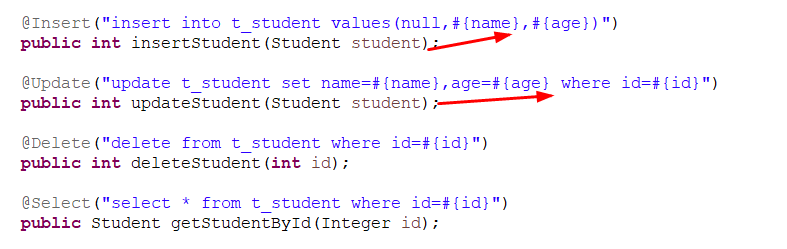 @Insert("insert into t_student values(null,#{name},#{age})")
public int insertStudent(Student student);
@Update("update t_student set name=#{name},age=#{age} where id=#{id}")
public int updateStudent(Student student);
@Delete("delete from t_student where id=#{id}")
public int deleteStudent(int id);
@Select("select * from t_student where id=#{id}")
public Student getStudentById(Integer id);